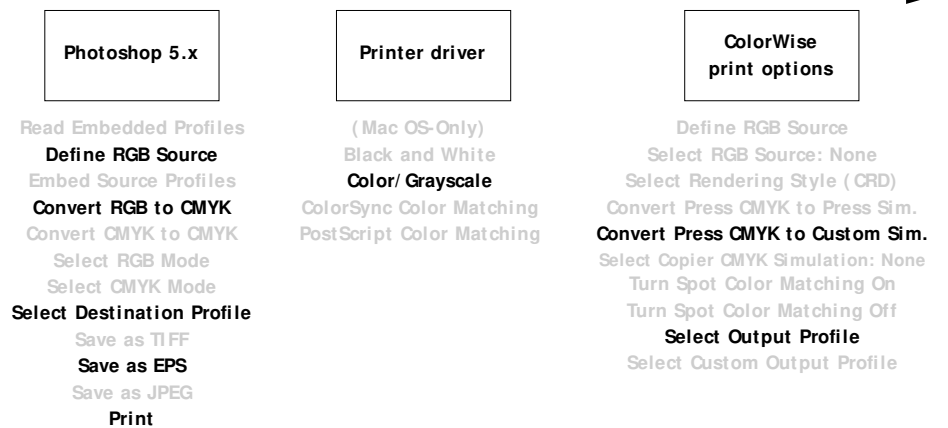 Photoshop 5.x
Read Embedded Profiles
Define RGB Source
Embed Source Profiles
Convert RGB to CMYK
Convert CMYK to CMYK
Select RGB Mode
Select CMYK Mode
Select Destination Profile
Save as TIFF
Save as EPS
Save as JPEG
Print
Printer driver
(Mac OS-Only)
Black and White
Color/Grayscale
ColorSync Color Matching
PostScript Color Matching
ColorWise
print options
Define RGB Source
Select RGB Source: None
Select Rendering Style (CRD)
Convert Press CMYK to Press Sim.
Convert Press CMYK to Custom Sim.
Select Copier CMYK Simulation: None
Turn Spot Color Matching On
Turn Spot Color Matching Off
Select Output Profile
Select Custom Output Profile